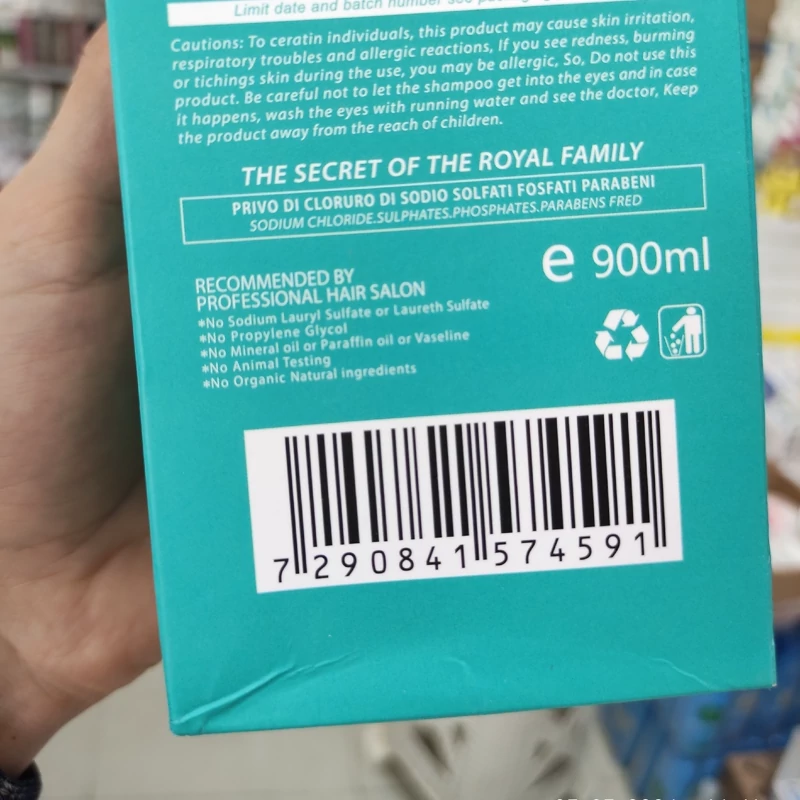 Limit date and batch number see
Cautions: To ceratin individuals, this product may cause skin irritation,
respiratory troubles and allergic reactions, If you see redness, burming
or tichings skin during the use, you may be allergic, So, Do not use this
product. Be careful not to let the shampoo get into the eyes and in case
it happens, wash the eyes with running water and see the doctor, Keep
the product away from the reach of children.
THE SECRET OF THE ROYAL FAMILY
PRIVO DI CLORURO DI SODIO SOLFATI FOSFATI PARABENI
SODIUM CHLORIDE.SULPHATES.PHOSPHATES.PARABENS FRED
e 900ml
RECOMMENDED BY
PROFESSIONAL HAIR SALON
*No Sodium Lauryl Sulfate or Laureth Sulfate
*No Propylene Glycol
*No Mineral oil or Paraffin oil or Vaseline
*No Animal Testing
*No Organic Natural ingredients
7 290841 574591